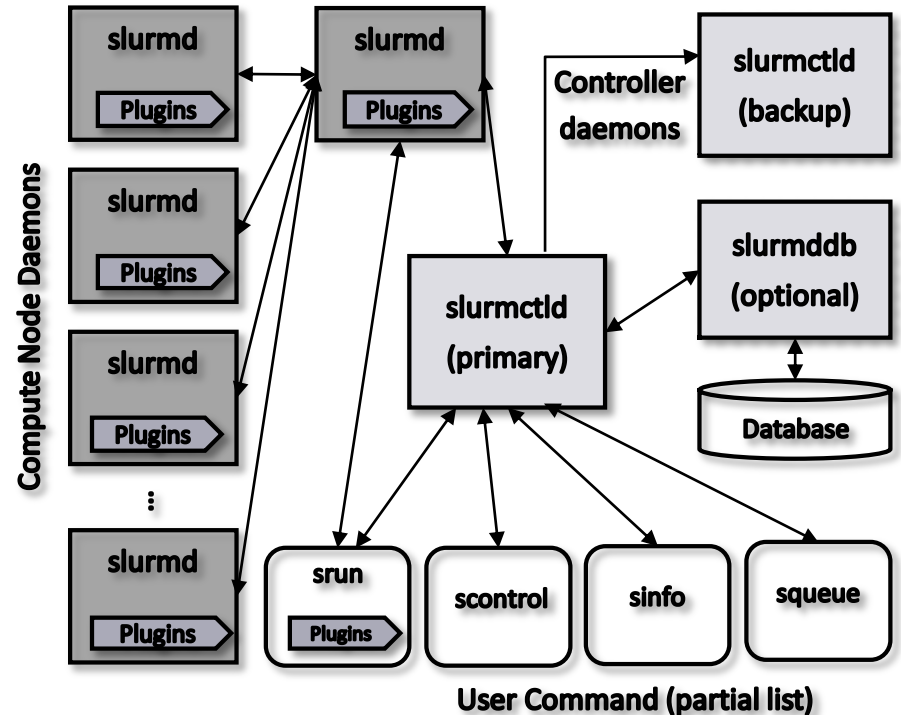 slurmd
Plugins
slurmd
Plugins
Controller
daemons
slurmctld
(backup)
Compute Node Daemons
slurmd
Plugins
slurmctld
(primary)
slurmddb
(optional)
slurmd
Plugins
Database
...
slurmd
Plugins
srun
Plugins
scontrol
sinfo
squeue
User Command (partial list)